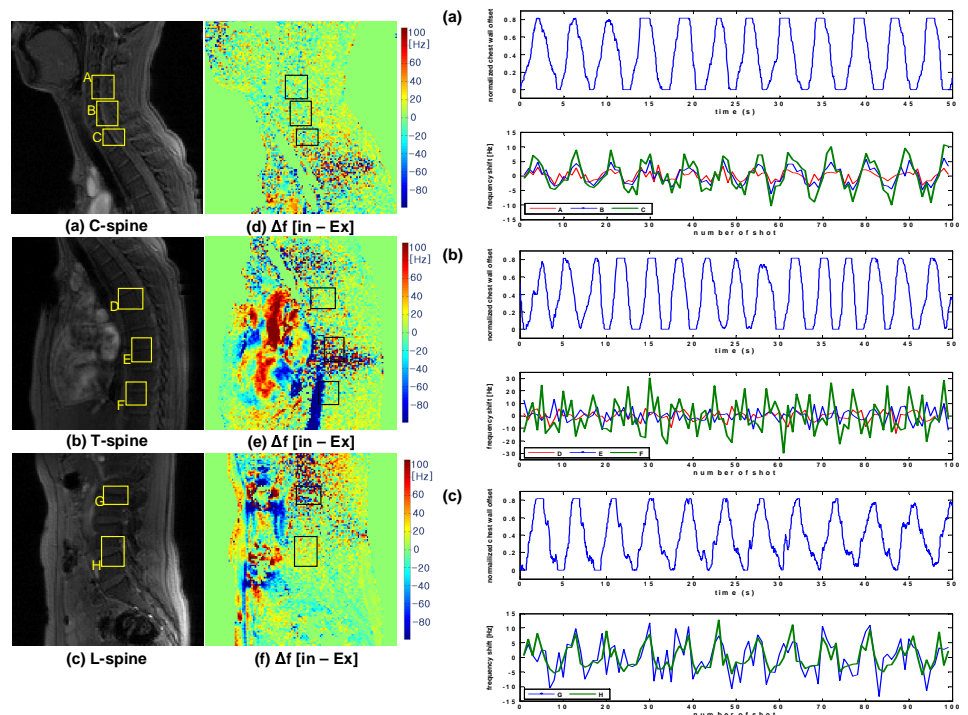 A
B
C
100
[Hz]
80
60
40
20
0
−20
−40
−60
−80
(a) C-spine
(d) Δf [in – Ex]
D
E
F
100
[Hz]
80
60
40
20
0
−20
−40
−60
−80
(b) T-spine
(e) Δf [in – Ex]
G
H
100
[Hz]
80
60
40
20
0
−20
−40
−60
−80
(c) L-spine
(f) Δf [in – Ex]
(a)
normalized chest wall offset
0.8
0.4
0
0 5 10 15 20 25 30 35 40 45 50
time (s)
frequency shift [Hz]
15
10
5
0
-5
-10
-15
A B C
0 10 20 30 40 50 60 70 80 90 100
number of shot
(b)
normalized chest wall offset
0.8
0.6
0.4
0.2
0
0 5 10 15 20 25 30 35 40 45 50
time (s)
frequency shift [Hz]
30
20
10
0
-10
-20
-30
D E F
0 10 20 30 40 50 60 70 80 90 100
number of shot
(c)
normailzed chest wall offset
0.8
0.6
0.4
0.2
0
0 5 10 15 20 25 30 35 40 45 50
time (s)
frequency shift [Hz]
15
10
5
0
-5
-10
-15
G H
0 10 20 30 40 50 60 70 80 90 100
number of shot